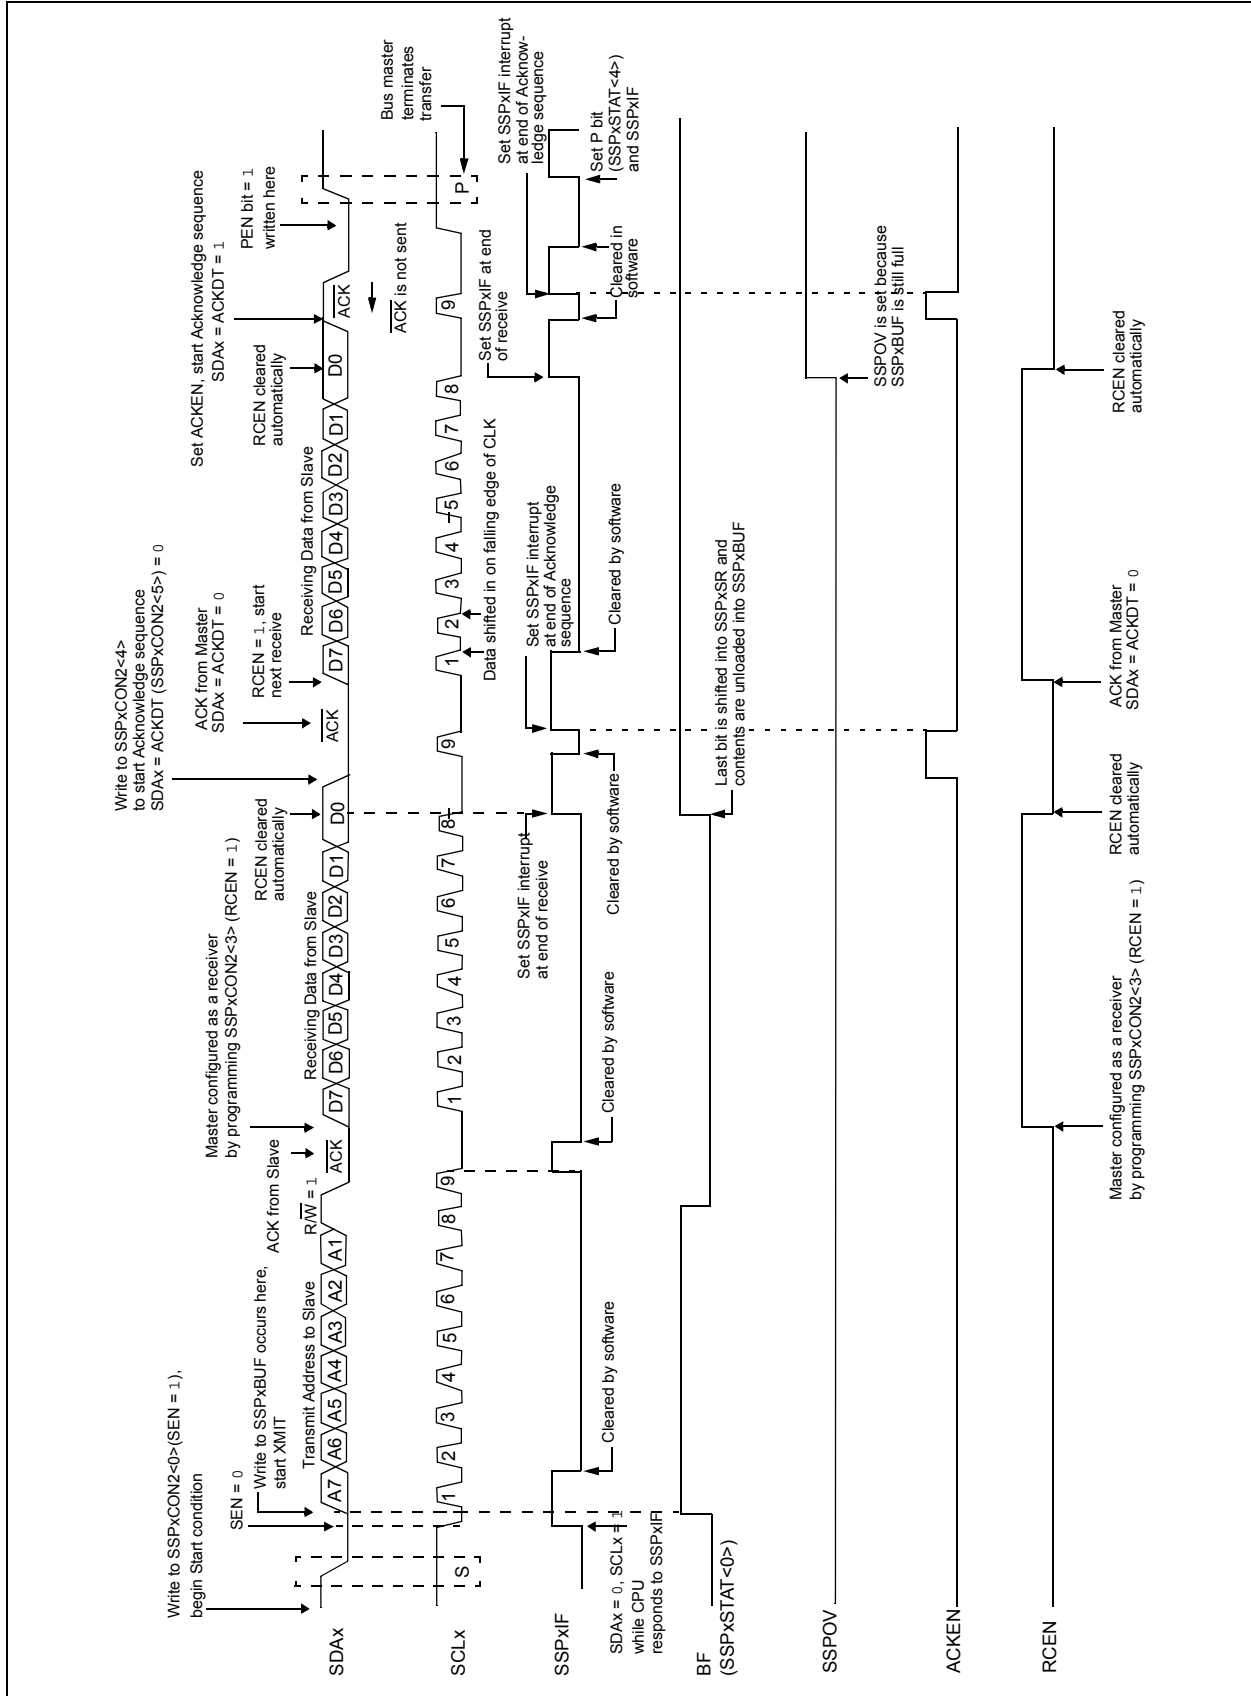 Write to SSPxCON2<0>(SEN = 1),
begin Start condition
SEN = 0
Write to SSPxBUF occurs here,
start XMIT
ACK from Slave
Master configured as a receiver
by programming SSPxCON2<3> (RCEN = 1)
RCEN cleared
automatically
Write to SSPxCON2<4>
to start Acknowledge sequence
SDAx = ACKDT (SSPxCON2<5>) = 0
ACK from Master
SDAx = ACKDT = 0
RCEN = 1, start
next receive
RCEN cleared
automatically
Set ACKEN, start Acknowledge sequence
SDAx = ACKDT = 1
PEN bit = 1
written here
Transmit Address to Slave
R/W = 1
Receiving Data from Slave
Receiving Data from Slave
SDAx
A7 A6 A5 A4 A3 A2 A1
ACK
D7 D6 D5 D4 D3 D2 D1 D0
ACK
D7 D6 D5 D4 D3 D2 D1 D0
ACK
ACK is not sent
Bus master
terminates
transfer
SCLx
S
1 2 3 4 5 6 7 8 9
1 2 3 4 5 6 7 8 9
1 2 3 4 5 6 7 8 9
P
Data shifted in on falling edge of CLK
Set SSPxIF interrupt
at end of receive
Set SSPxIF interrupt
at end of Acknowledge
sequence
Set SSPxIF at end
of receive
Set SSPxIF interrupt
at end of Acknow-
ledge sequence
SSPxIF
SDAx = 0, SCLx = 1
while CPU
responds to SSPxIF
Cleared by software
Cleared by software
Cleared by software
Cleared by software
Cleared in
software
Set P bit
(SSPxSTAT<4>)
and SSPxIF
BF
(SSPxSTAT<0>)
Last bit is shifted into SSPxSR and
contents are unloaded into SSPxBUF
SSPOV
SSPOV is set because
SSPxBUF is still full
ACKEN
RCEN
Master configured as a receiver
by programming SSPxCON2<3> (RCEN = 1)
RCEN cleared
automatically
ACK from Master
SDAx = ACKDT = 0
RCEN cleared
automatically